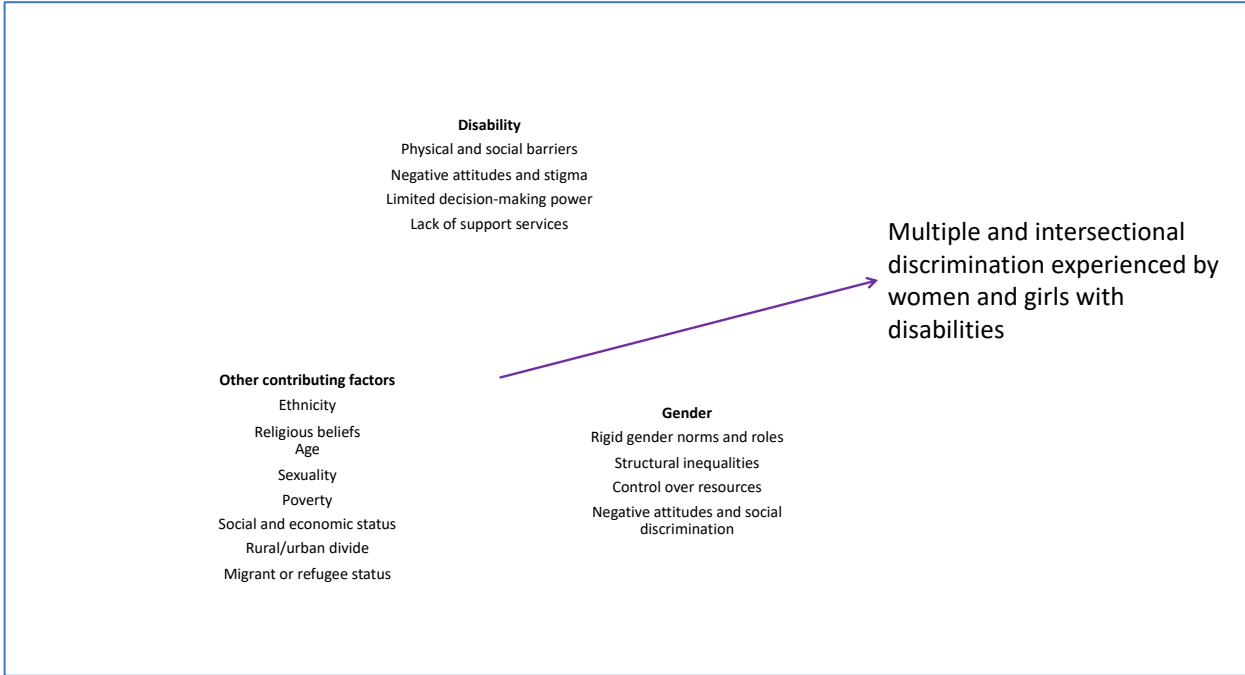 Disability
Physical and social barriers
Negative attitudes and stigma
Limited decision-making power
Lack of support services
Multiple and intersectional
discrimination experienced by
women and girls with
disabilities
Other contributing factors
Ethnicity
Religious beliefs
Age
Sexuality
Poverty
Social and economic status
Rural/urban divide
Migrant or refugee status
Gender
Rigid gender norms and roles
Structural inequalities
Control over resources
Negative attitudes and social
discrimination